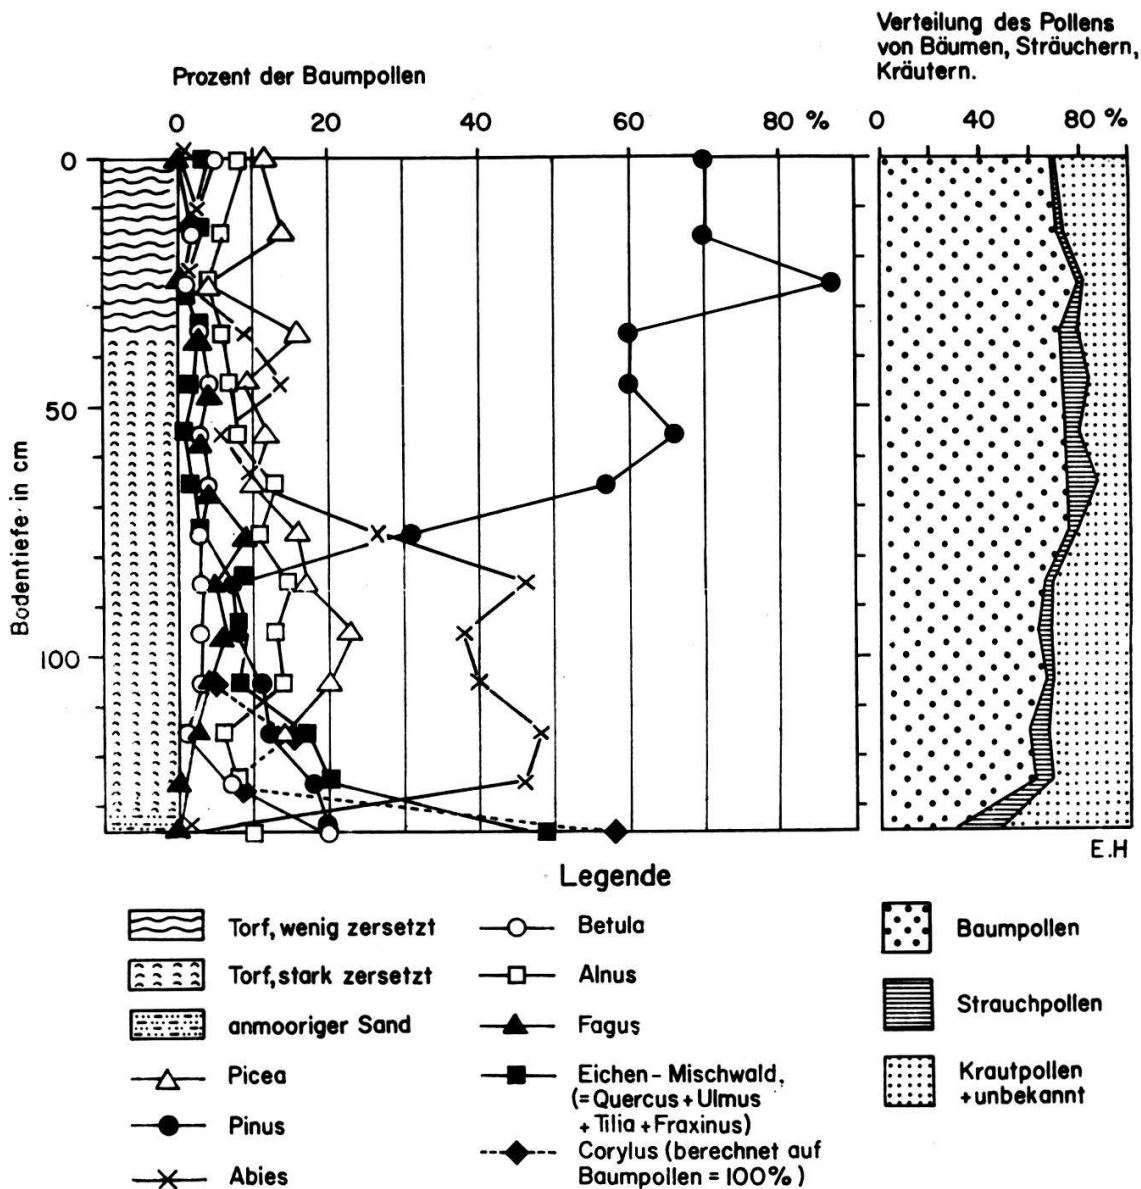 Prozent der Baumpollen
Verteilung des Pollens
von Bäumen, Sträuchern,
Kräutern.
0 20 40 60 80 %
0 40 80 %
0
50
100
Bodentiefe in cm
E.H
Legende
Torf, wenig zersetzt
Torf, stark zersetzt
anmooriger Sand
Picea
Pinus
Abies
Betula
Alnus
Fagus
Eichen-Mischwald,
(=Quercus+Ulmus
+Tilia+Fraxinus)
Corylus (berechnet auf
Baumpollen = 100%)
Baumpollen
Strauchpollen
Krautpollen
+unbekannt